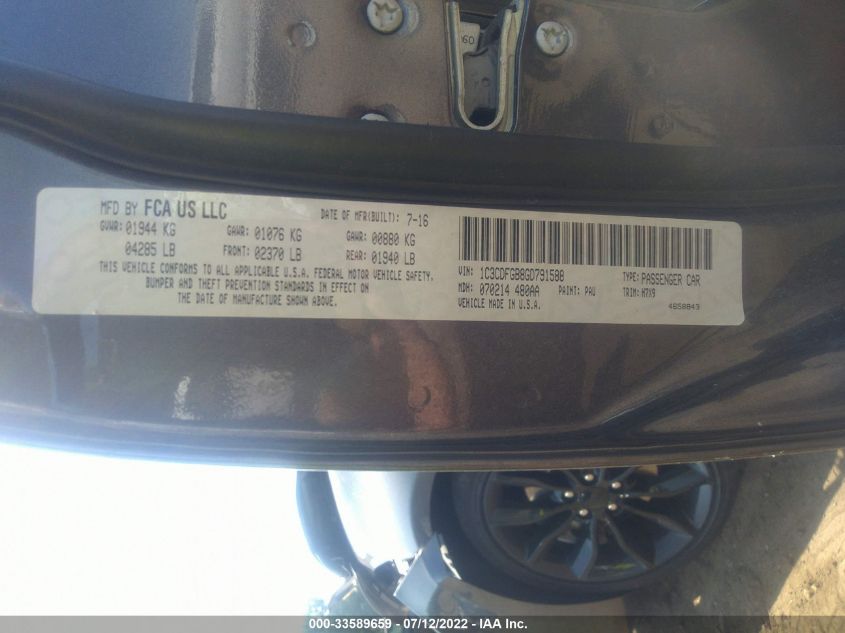 60
MFD BY FCA US LLC DATE OF MFR(BUILT): 7-16
GVWR: 01944 KG GAWR: 01076 KG GAWR: 00880 KG
04285 LB FRONT: 02370 LB REAR: 01940 LB
THIS VEHICLE CONFORMS TO ALL APPLICABLE U.S.A. FEDERAL MOTOR SAFETY,
BUMPER AND THEFT PREVENTION STANDARDS IN EFFECT ON
THE DATE OF MANUFACTURE SHOWN ABOVE.
VIN: 1C3CDFGB8GD791588 TYPE: PASSENGER CAR
MDH: 070214 480AA PAINT: PAU TRIM: H7X9
VEHICLE MADE IN U.S.A. 4658843
000-33589659 - 07/12/2022 - IAA Inc.